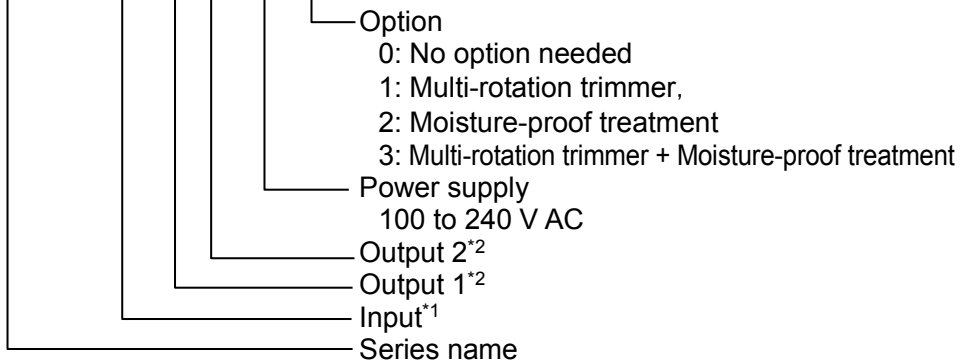 Option
0: No option needed
1: Multi-rotation trimmer,
2: Moisture-proof treatment
3: Multi-rotation trimmer + Moisture-proof treatment
Power supply
100 to 240 V AC
Output 2*2
Output 1*2
Input*1
Series name